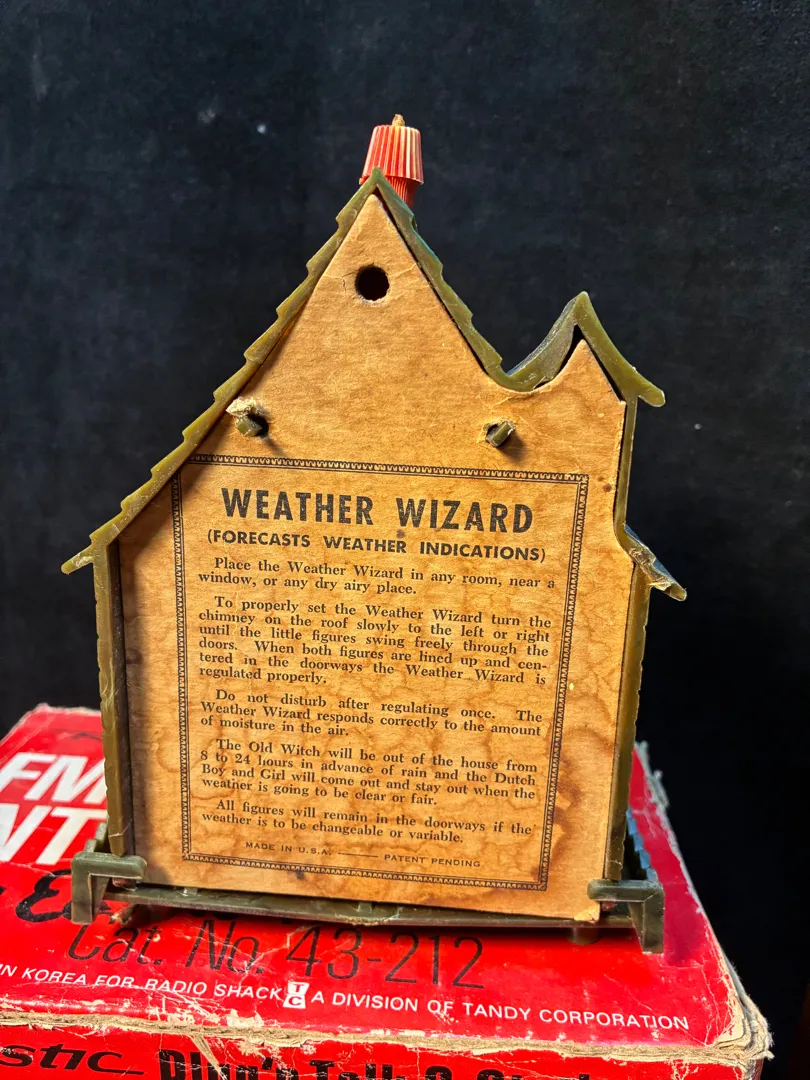 WEATHER WIZARD
(FORECASTS WEATHER INDICATIONS)
Place the Weather Wizard in any room, near a
window, or any dry airy place.
To properly set the Weather Wizard turn the
chimney on the roof slowly to the left or right
until the little figures swing freely through the
doors. When both figures are lined up and cen-
tered in the doorways the Weather Wizard is
regulated properly.
Do not disturb after regulating once. The
Weather Wizard responds correctly to the amount
of moisture in the air.
The Old Witch will be out of the house from
8 to 24 hours in advance of rain and the Dutch
Boy and Girl will come out and stay out when the
weather is going to be clear or fair.
All figures will remain in the doorways if the
weather is to be changeable or variable.
MADE IN U.S.A. PATENT PENDING
FM
NT
Cat. No. 43-212
IN KOREA FOR RADIO SHACK TC A DIVISION OF TANDY CORPORATION